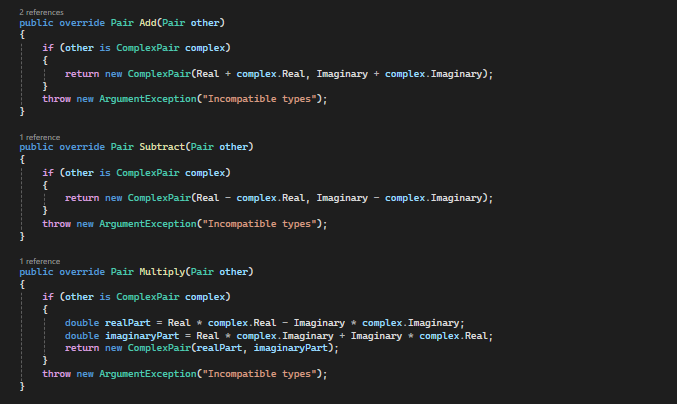 2 references
public override Pair Add(Pair other)
{
if (other is ComplexPair complex)
{
return new ComplexPair(Real + complex.Real, Imaginary + complex.Imaginary);
}
throw new ArgumentException("Incompatible types");
}
1 reference
public override Pair Subtract(Pair other)
{
if (other is ComplexPair complex)
{
return new ComplexPair(Real - complex.Real, Imaginary - complex.Imaginary);
}
throw new ArgumentException("Incompatible types");
}
1 reference
public override Pair Multiply(Pair other)
{
if (other is ComplexPair complex)
{
double realPart = Real * complex.Real - Imaginary * complex.Imaginary;
double imaginaryPart = Real * complex.Imaginary + Imaginary * complex.Real;
return new ComplexPair(realPart, imaginaryPart);
}
throw new ArgumentException("Incompatible types");
}